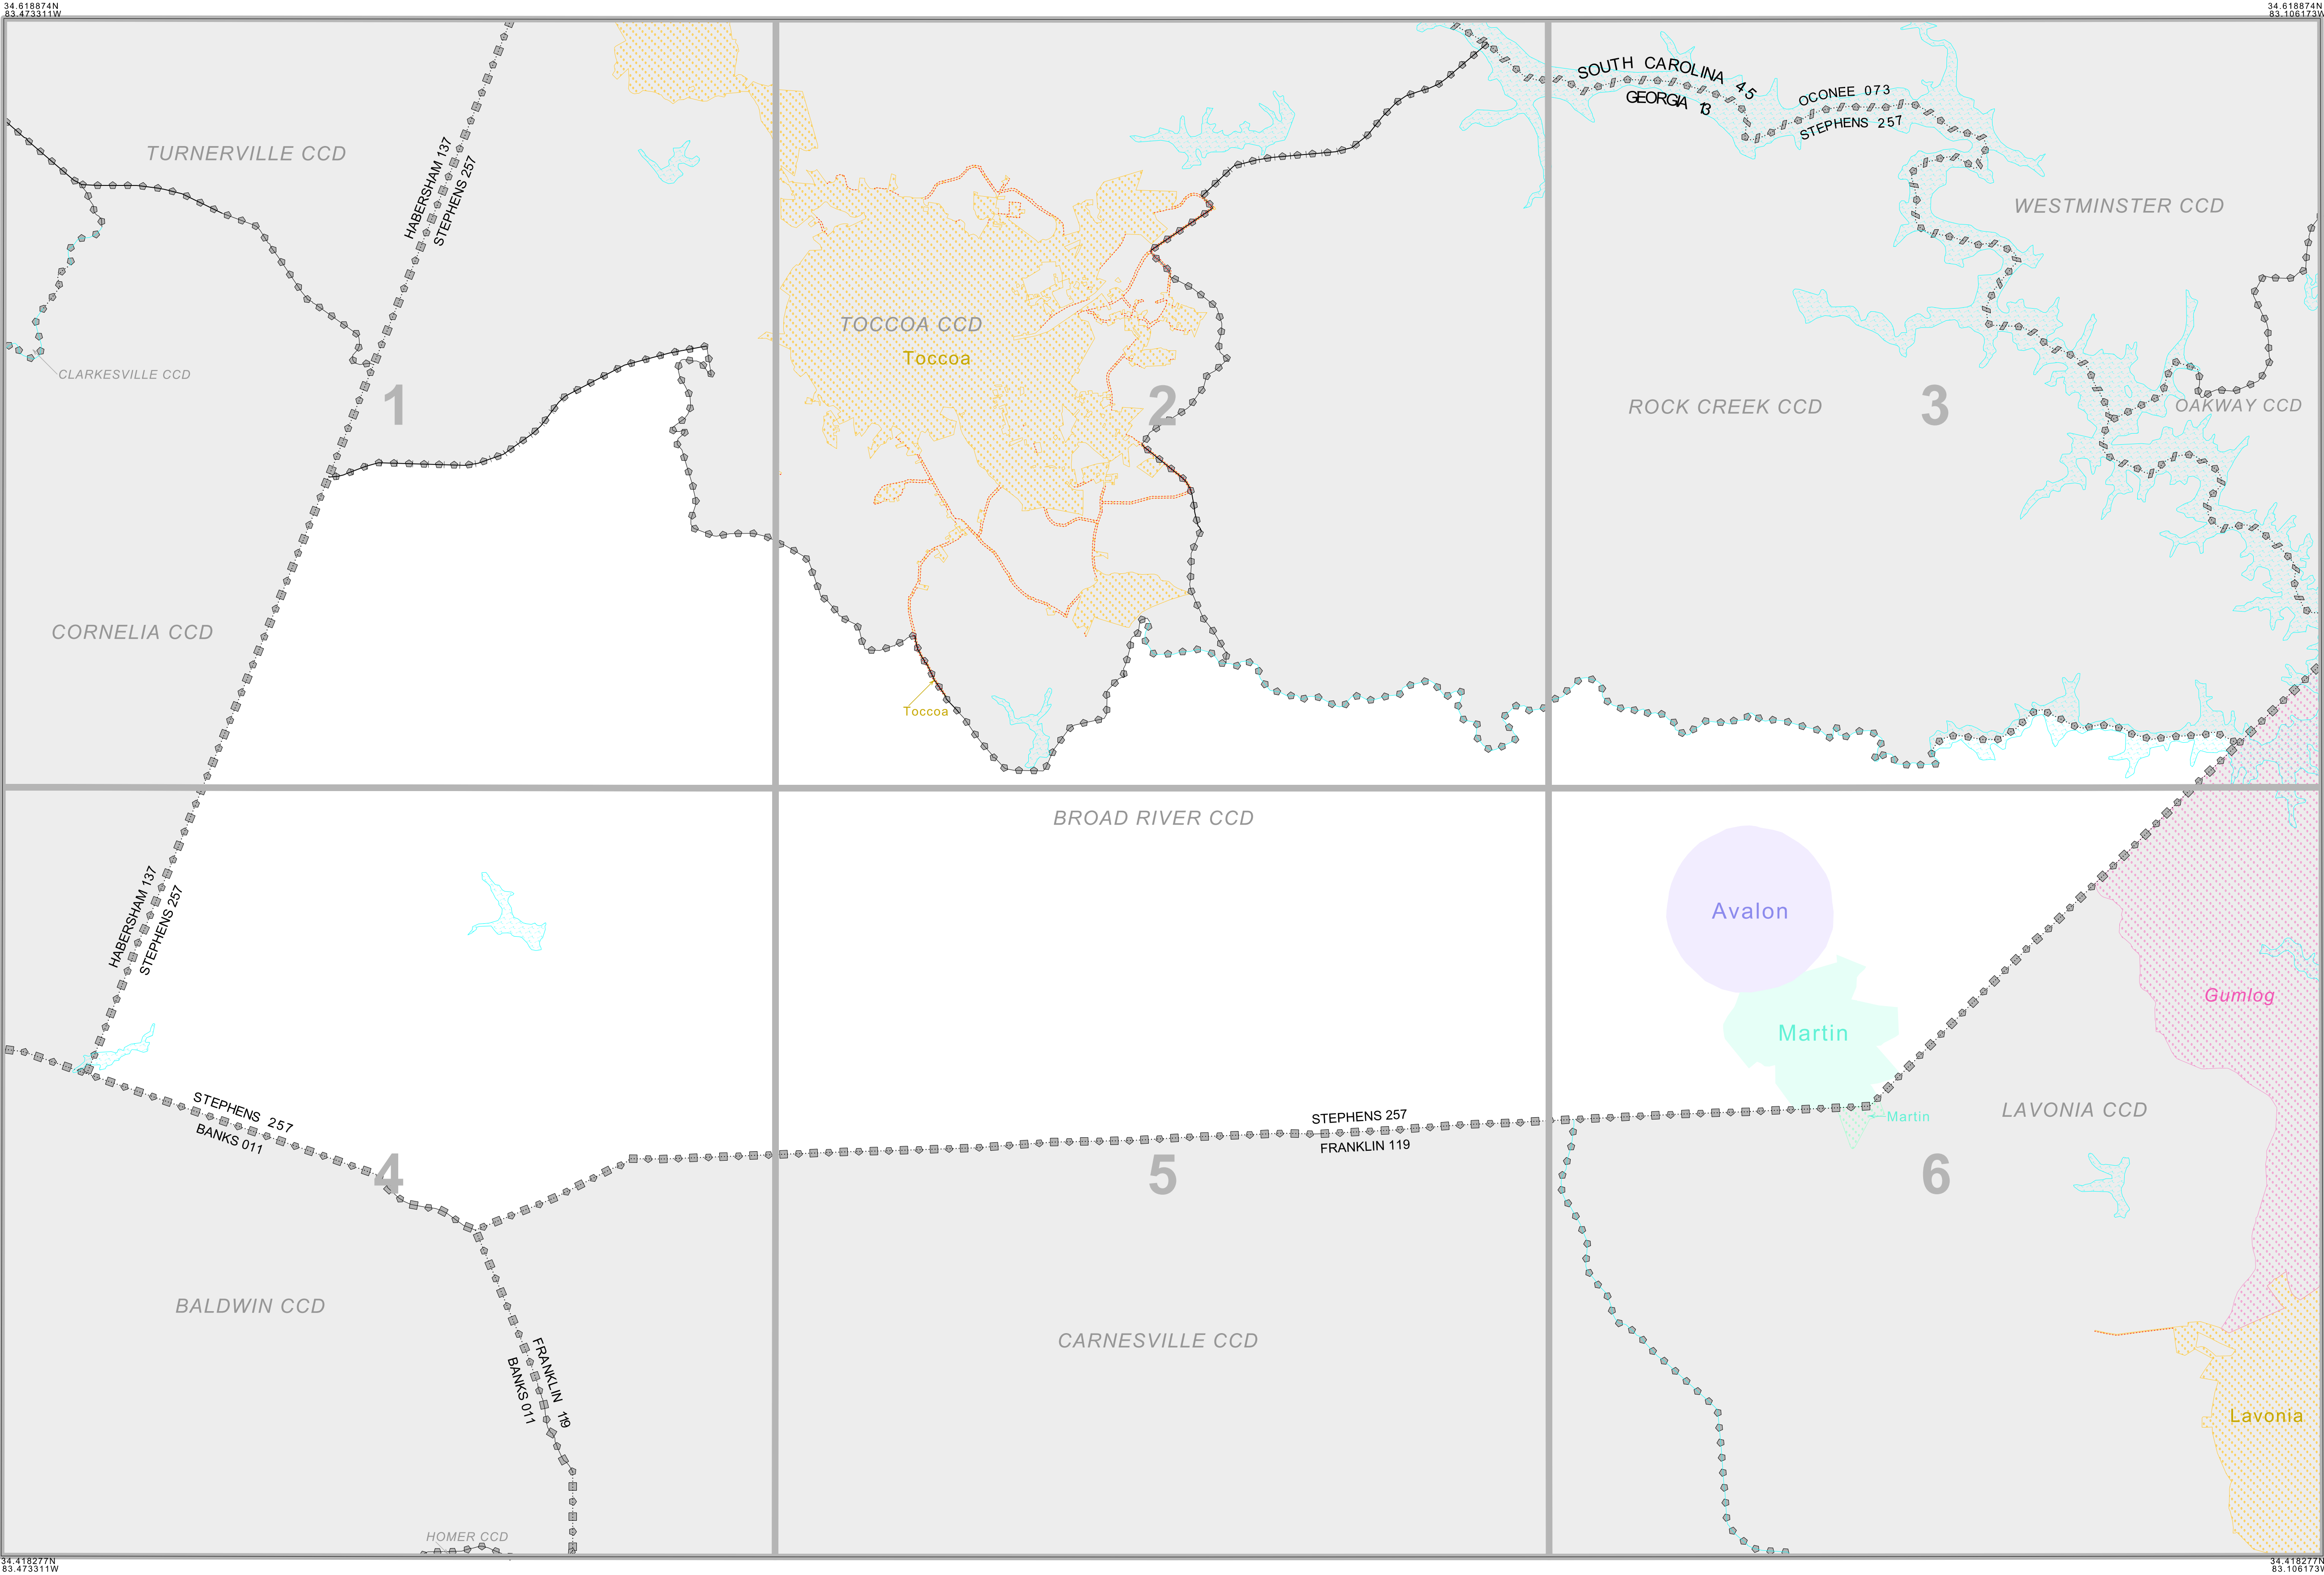 34.618874N
83.473311W
34.618874N
83.106173W
SOUTH CAROLINA 45
GEORGIA 13
OCONEE 073
STEPHENS 257
TURNERVILLE CCD
HABERSHAM 137
STEPHENS 257
WESTMINSTER CCD
TOCCOA CCD
Toccoa
CLARKESVILLE CCD
1
2
3
ROCK CREEK CCD
OAKWAY CCD
CORNELIA CCD
Toccoa
BROAD RIVER CCD
HABERSHAM 137
STEPHENS 257
Avalon
Gumlog
Martin
STEPHENS 257
BANKS 011
STEPHENS 257
FRANKLIN 119
Martin
LAVONIA CCD
4
5
6
BALDWIN CCD
CARNESVILLE CCD
FRANKLIN 119
BANKS 011
Lavonia
HOMER CCD
34.418277N
83.473311W
34.418277N
83.106173W